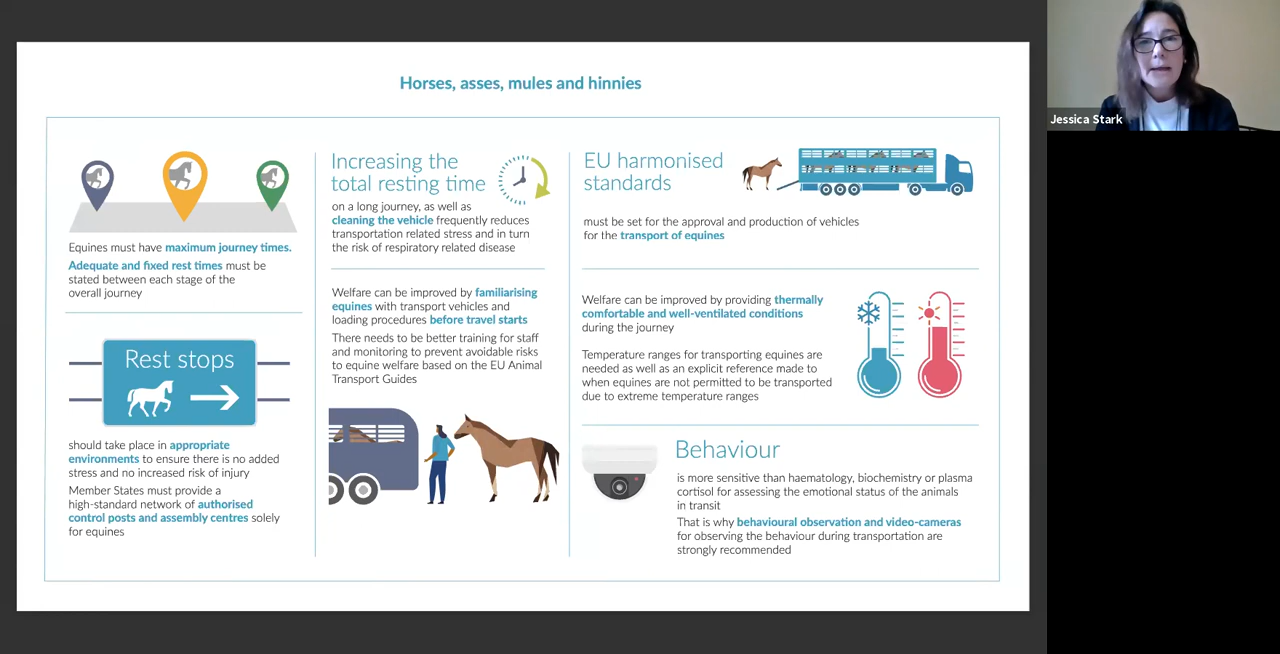 Horses, asses, mules and hinnies
Equines must have maximum journey times.
Adequate and fixed rest times must be
stated between each stage of the
overall journey
Rest stops
should take place in appropriate
environments to ensure there is no added
stress and no increased risk of injury
Member States must provide a
high-standard network of authorised
control posts and assembly centres solely
for equines
Increasing the
total resting time
on a long journey, as well as
cleaning the vehicle frequently reduces
transportation related stress and in turn
the risk of respiratory related disease
Welfare can be improved by familiarising
equines with transport vehicles and
loading procedures before travel starts
There needs to be better training for staff
and monitoring to prevent avoidable risks
to equine welfare based on the EU Animal
Transport Guides
EU harmonised
standards
must be set for the approval and production of vehicles
for the transport of equines
Welfare can be improved by providing thermally
comfortable and well-ventilated conditions
during the journey
Temperature ranges for transporting equines are
needed as well as an explicit reference made to
when equines are not permitted to be transported
due to extreme temperature ranges
Behaviour
is more sensitive than haematology, biochemistry or plasma
cortisol for assessing the emotional status of the animals
in transit
That is why behavioural observation and video-cameras
for observing the behaviour during transportation are
strongly recommended
Jessica Stark